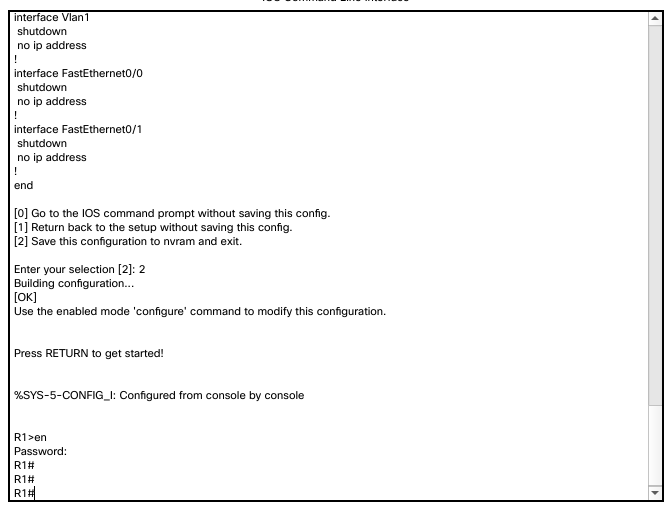 interface Vlan1
shutdown
no ip address
!
interface FastEthernet0/0
shutdown
no ip address
!
interface FastEthernet0/1
shutdown
no ip address
!
end
[0] Go to the IOS command prompt without saving this config.
[1] Return back to the setup without saving this config.
[2] Save this configuration to nvram and exit.
Enter your selection [2]: 2
Building configuration...
[OK]
Use the enabled mode 'configure' command to modify this configuration.
Press RETURN to get started!
%SYS-5-CONFIG_I: Configured from console by console
R1>en
Password:
R1#
R1#
R1#